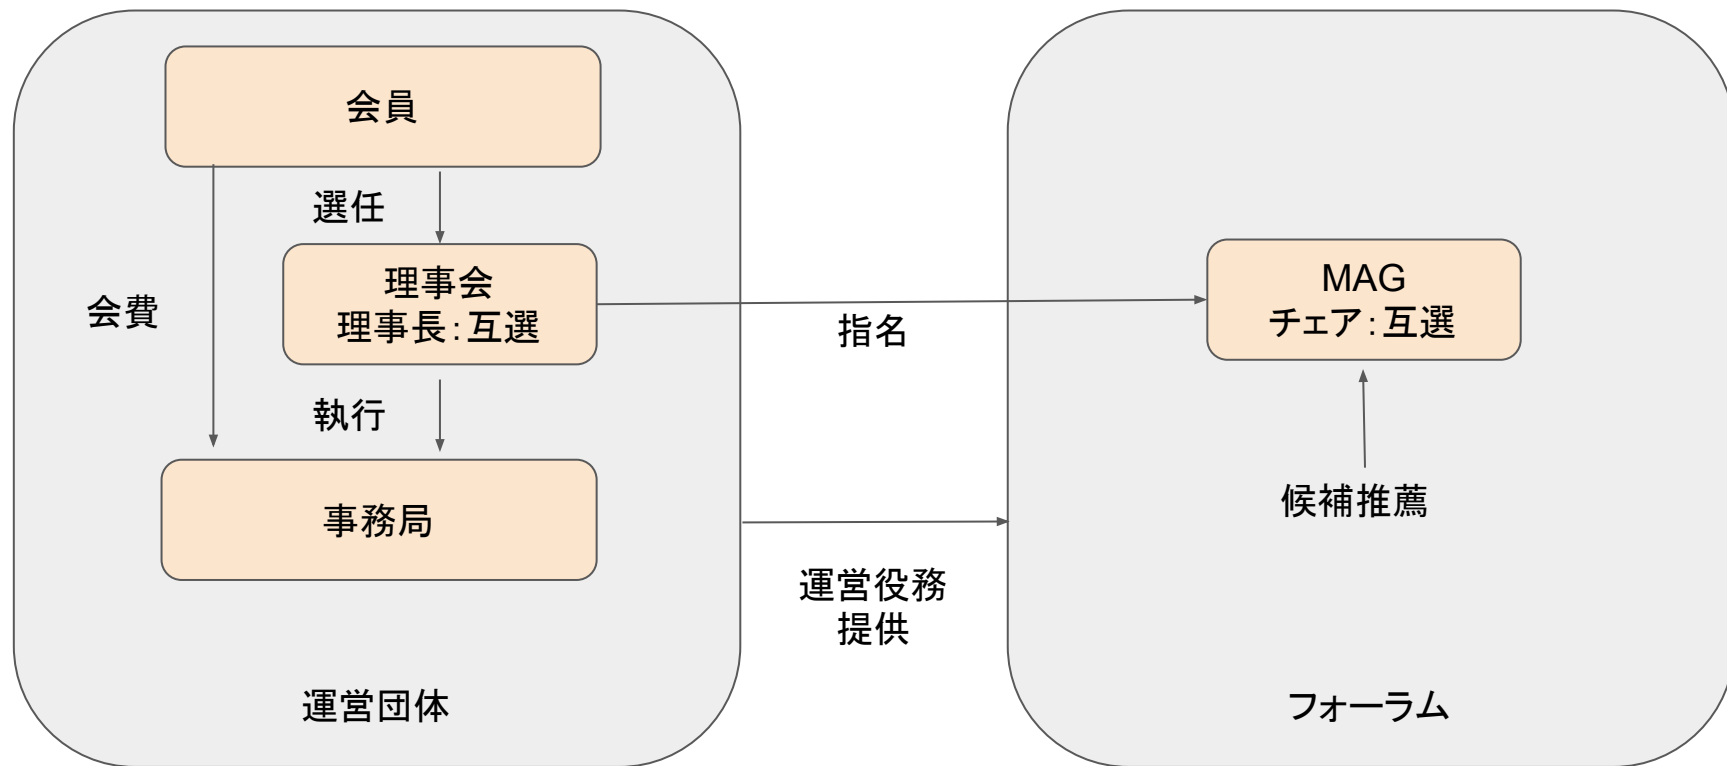 会員
選任
理事会
理事長：互選
会費
執行
事務局
運営団体
指名
運営役務
提供
MAG
チェア：互選
候補推薦
フォーラム